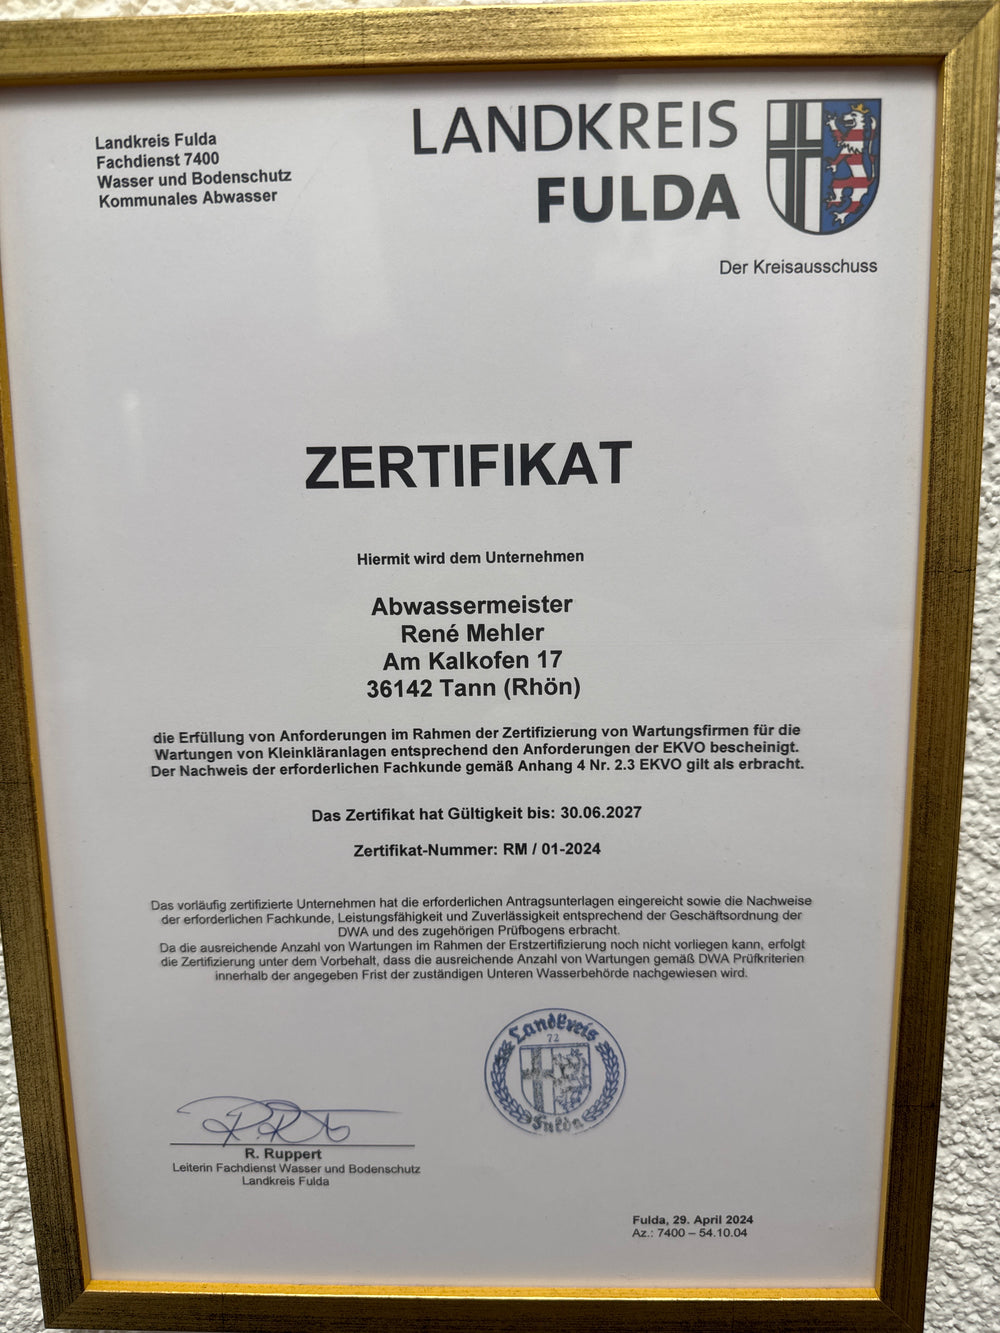 Landkreis Fulda
Fachdienst 7400
Wasser und Bodenschutz
Kommunales Abwasser
LANDKREIS
FULDA
Der Kreisausschuss
ZERTIFIKAT
Hiermit wird dem Unternehmen
Abwassermeister
René Mehler
Am Kalkofen 17
36142 Tann (Rhön)
die Erfüllung von Anforderungen im Rahmen der Zertifizierung von Wartungsfirmen für die
Wartungen von Kleinkläranlagen entsprechend den Anforderungen der EKVO bescheinigt.
Der Nachweis der erforderlichen Fachkunde gemäß Anhang 4 Nr. 2.3 EKVO gilt als erbracht.
Das Zertifikat hat Gültigkeit bis: 30.06.2027
Zertifikat-Nummer: RM / 01-2024
Das vorläufig zertifizierte Unternehmen hat die erforderlichen Antragsunterlagen eingereicht sowie die Nachweise
der erforderlichen Fachkunde, Leistungsfähigkeit und Zuverlässigkeit entsprechend der Geschäftsordnung der
DWA und des zugehörigen Prüfbogens erbracht.
Da die ausreichende Anzahl von Wartungen im Rahmen der Erstzertifizierung noch nicht vorliegen kann, erfolgt
die Zertifizierung unter dem Vorbehalt, dass die ausreichende Anzahl von Wartungen gemäß DWA Prüfkriterien
innerhalb der angegeben Frist der zuständigen Unteren Wasserbehörde nachgewiesen wird.
Landkreis
72
Fulda
R. Ruppert
Leiterin Fachdienst Wasser und Bodenschutz
Landkreis Fulda
Fulda, 29. April 2024
Az.: 7400 – 54.10.04